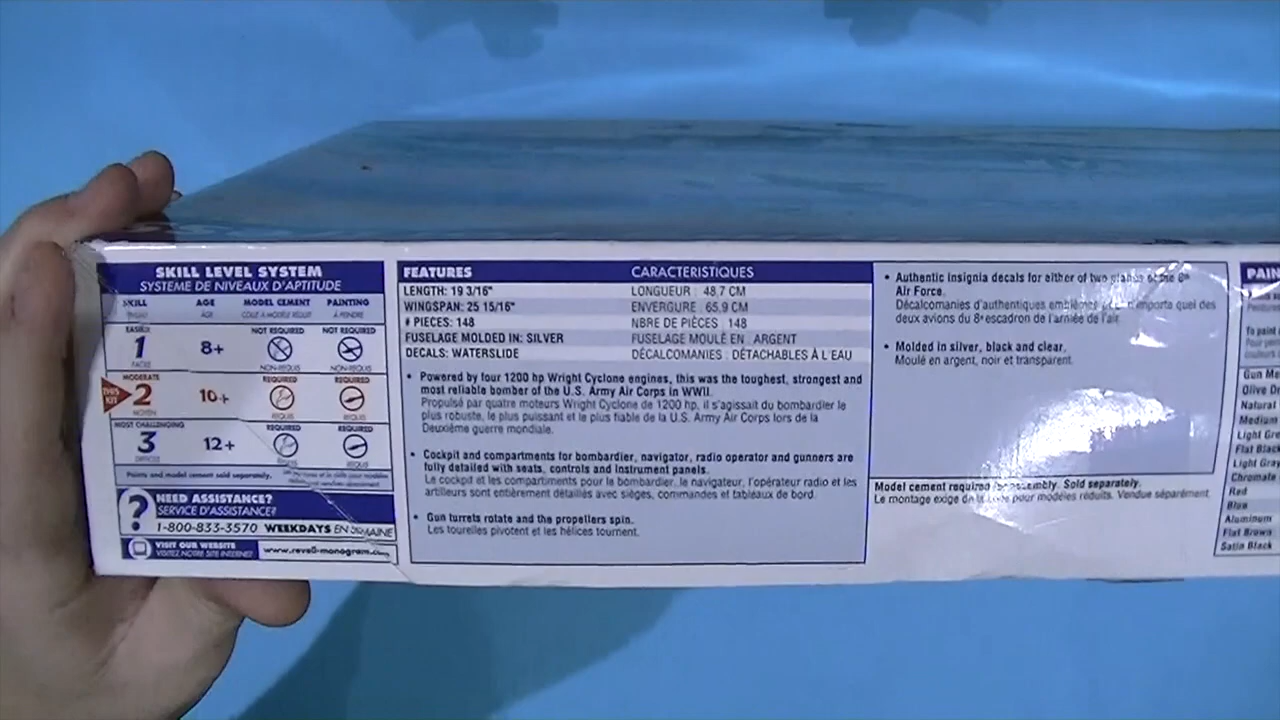 SKILL LEVEL SYSTEM
SYSTÈME DE NIVEAUX D'APTITUDE
SKILL AGE MODEL CEMENT PAINTING
NIVEAU ÂGE COLLE À MODÈLE RÉDUIT À PEINDRE
EASIER NOT REQUIRED NOT REQUIRED
1 8+
FACILE NON-REQUIS NON-REQUIS
MODERATE REQUIRED REQUIRED
THIS KIT 2 10+
MOYEN REQUIS REQUIS
MOST CHALLENGING REQUIRED REQUIRED
3 12+
DIFFICILE REQUIS REQUIS
Paints and model cement sold separately.
? NEED ASSISTANCE?
SERVICE D'ASSISTANCE?
1-800-833-3570 WEEKDAYS EN SEMAINE
VISIT OUR WEBSITE
VISITEZ NOTRE SITE INTERNET
www.revell-monogram.com
FEATURES CARACTERISTIQUES
LENGTH: 19 3/16" LONGUEUR : 48,7 CM
WINGSPAN: 25 15/16" ENVERGURE : 65,9 CM
# PIECES: 148 NBRE DE PIÈCES : 148
FUSELAGE MOLDED IN: SILVER FUSELAGE MOULÉ EN : ARGENT
DECALS: WATERSLIDE DÉCALCOMANIES : DÉTACHABLES À L'EAU
• Powered by four 1200 hp Wright Cyclone engines, this was the toughest, strongest and
most reliable bomber of the U.S. Army Air Corps in WWII.
Propulsé par quatre moteurs Wright Cyclone de 1200 hp, il s'agissait du bombardier le
plus robuste, le plus puissant et le plus fiable de la U.S. Army Air Corps lors de la
Deuxième guerre mondiale.
• Cockpit and compartments for bombardier, navigator, radio operator and gunners are
fully detailed with seats, controls and instrument panels.
Le cockpit et les compartiments pour le bombardier, le navigateur, l'opérateur radio et les
artilleurs sont entièrement détaillés avec sièges, commandes et tableaux de bord.
• Gun turrets rotate and the propellers spin.
Les tourelles pivotent et les hélices tournent.
• Authentic insignia decals for either of two planes of the 8th
Air Force.
Décalcomanies d'authentiques emblèmes n'importe quel des
deux avions du 8e escadron de l'armée de l'air.
• Molded in silver, black and clear.
Moulé en argent, noir et transparent.
Model cement required for assembly. Sold separately.
Le montage exige de la colle pour modèles réduits. Vendue séparément.
PAIN
To paint
Gun Me
Olive Dr
Natural
Medium
Light Gre
Flat Black
Light Gray
Chromate
Red
Blue
Aluminum
Flat Brown
Satin Black